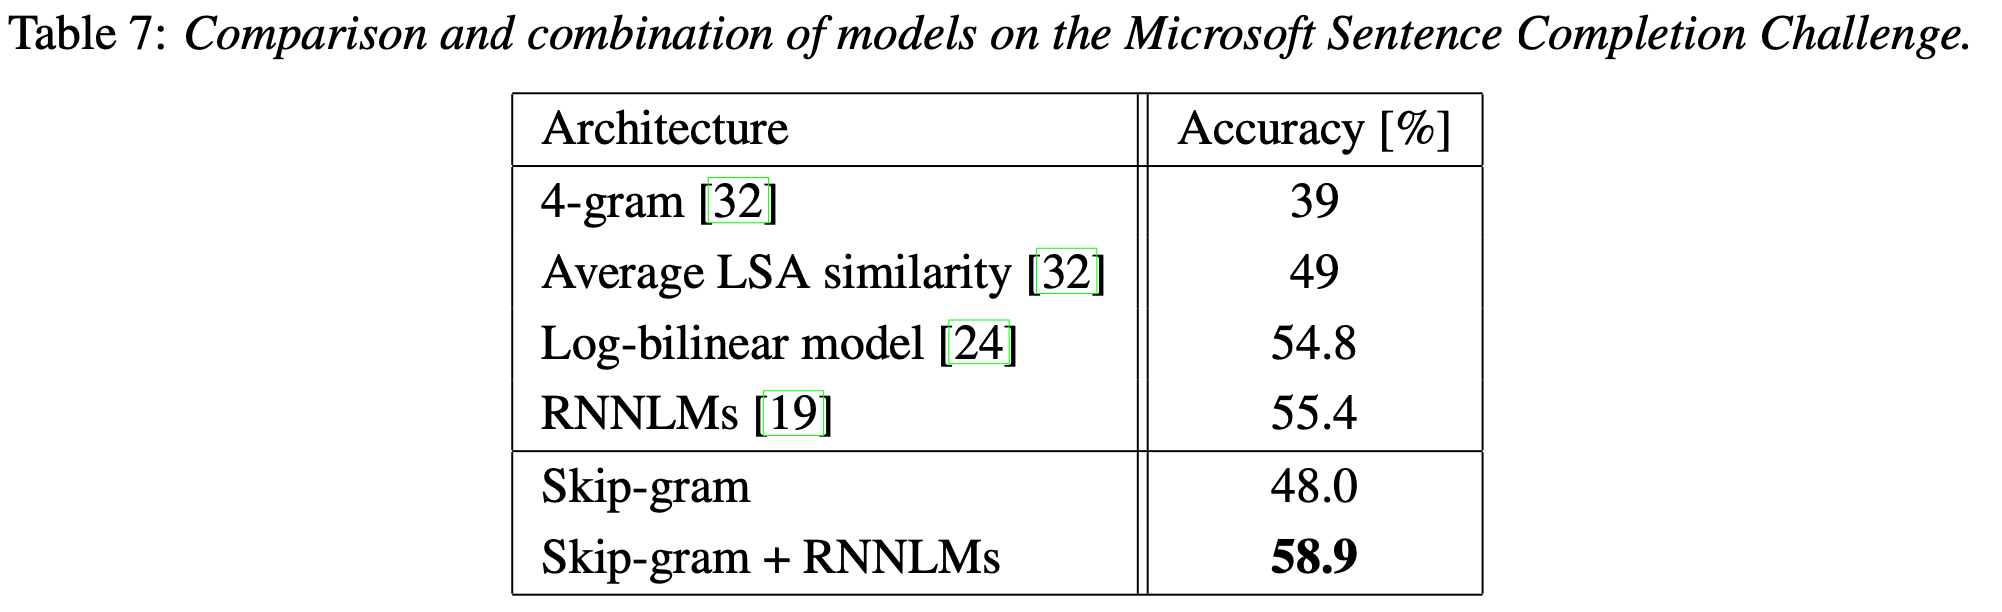 Table 7: Comparison and combination of models on the Microsoft Sentence Completion Challenge.
Architecture Accuracy [%]
4-gram [32] 39
Average LSA similarity [32] 49
Log-bilinear model [24] 54.8
RNNLMs [19] 55.4
Skip-gram 48.0
Skip-gram + RNNLMs 58.9